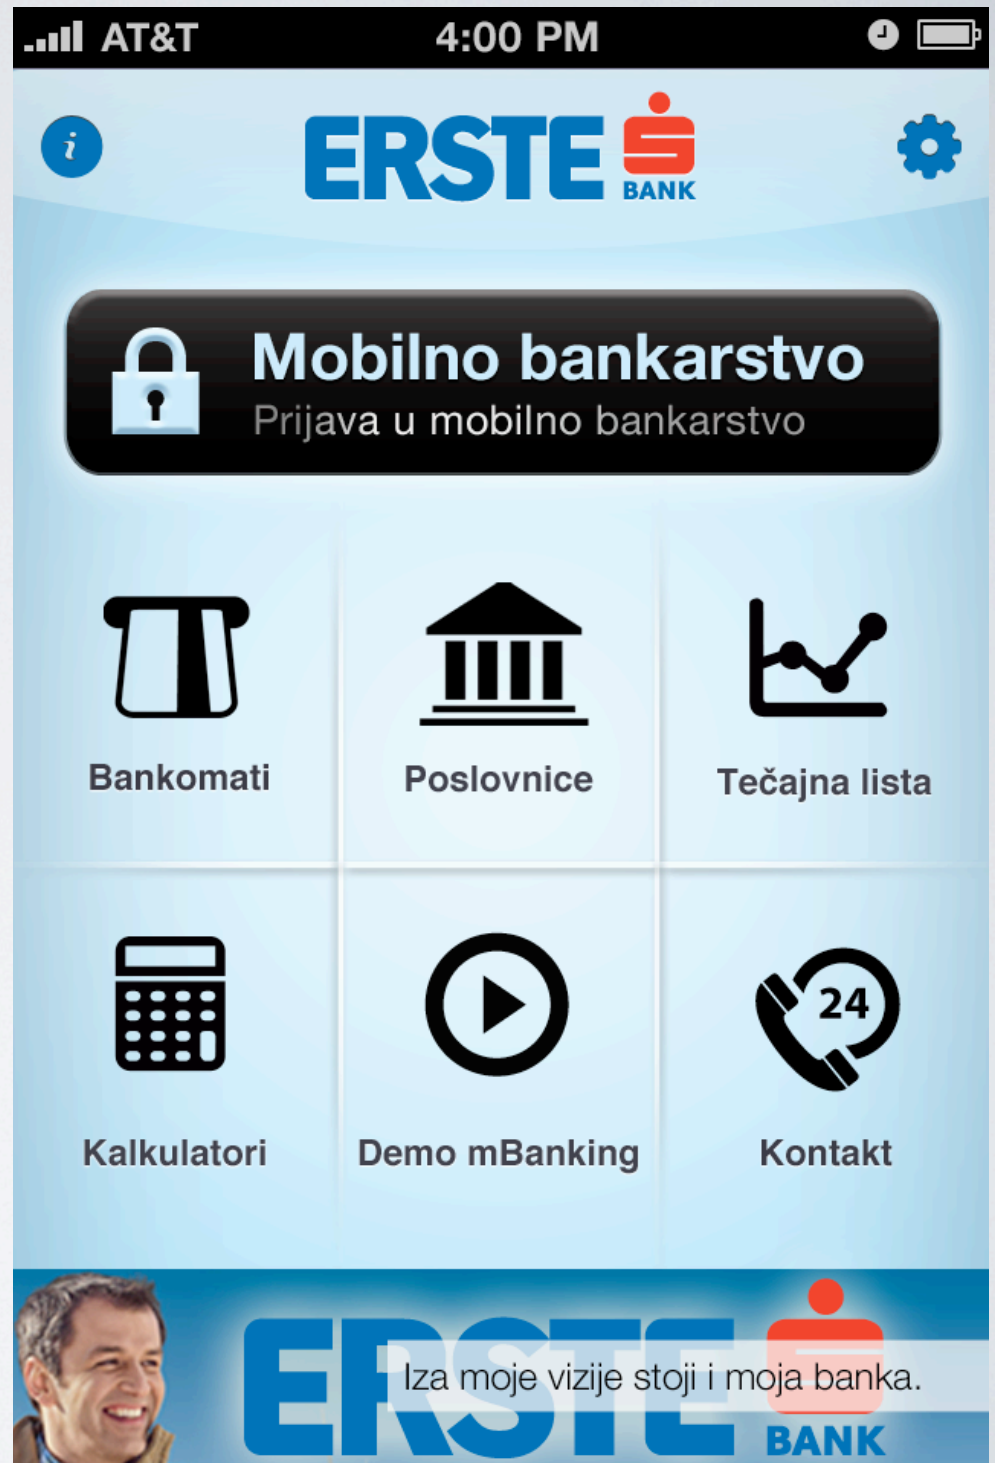 AT&T 4:00 PM
i
ERSTE S
BANK
Mobilno bankarstvo
Prijava u mobilno bankarstvo
Bankomati Poslovnice Tečajna lista
24
Kalkulatori Demo mBanking Kontakt
ERSTE S
Iza moje vizije stoji i moja banka.
BANK